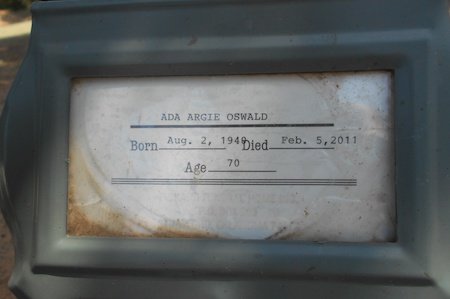 ADA ARGIE OSWALD
Born Aug. 2, 1940 Died Feb. 5,2011
Age 70